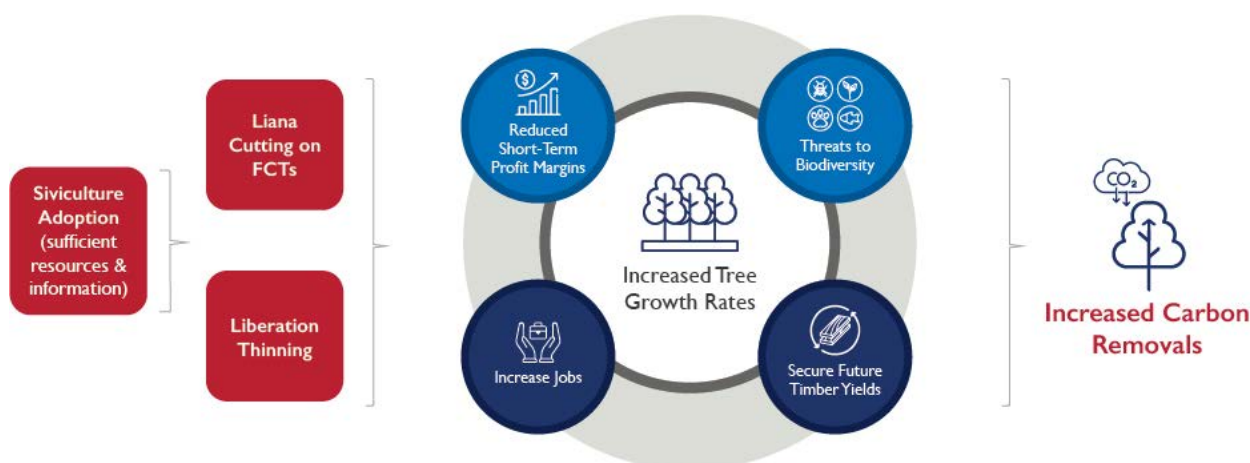 Siviculture
Adoption
(sufficient
resources &
information)
Liana
Cutting on
FCTs
Liberation
Thinning
$
Reduced
Short-Term
Profit Margins
Threats to
Biodiversity
Increased Tree
Growth Rates
Increase Jobs
Secure Future
Timber Yields
CO₂
Increased Carbon
Removals